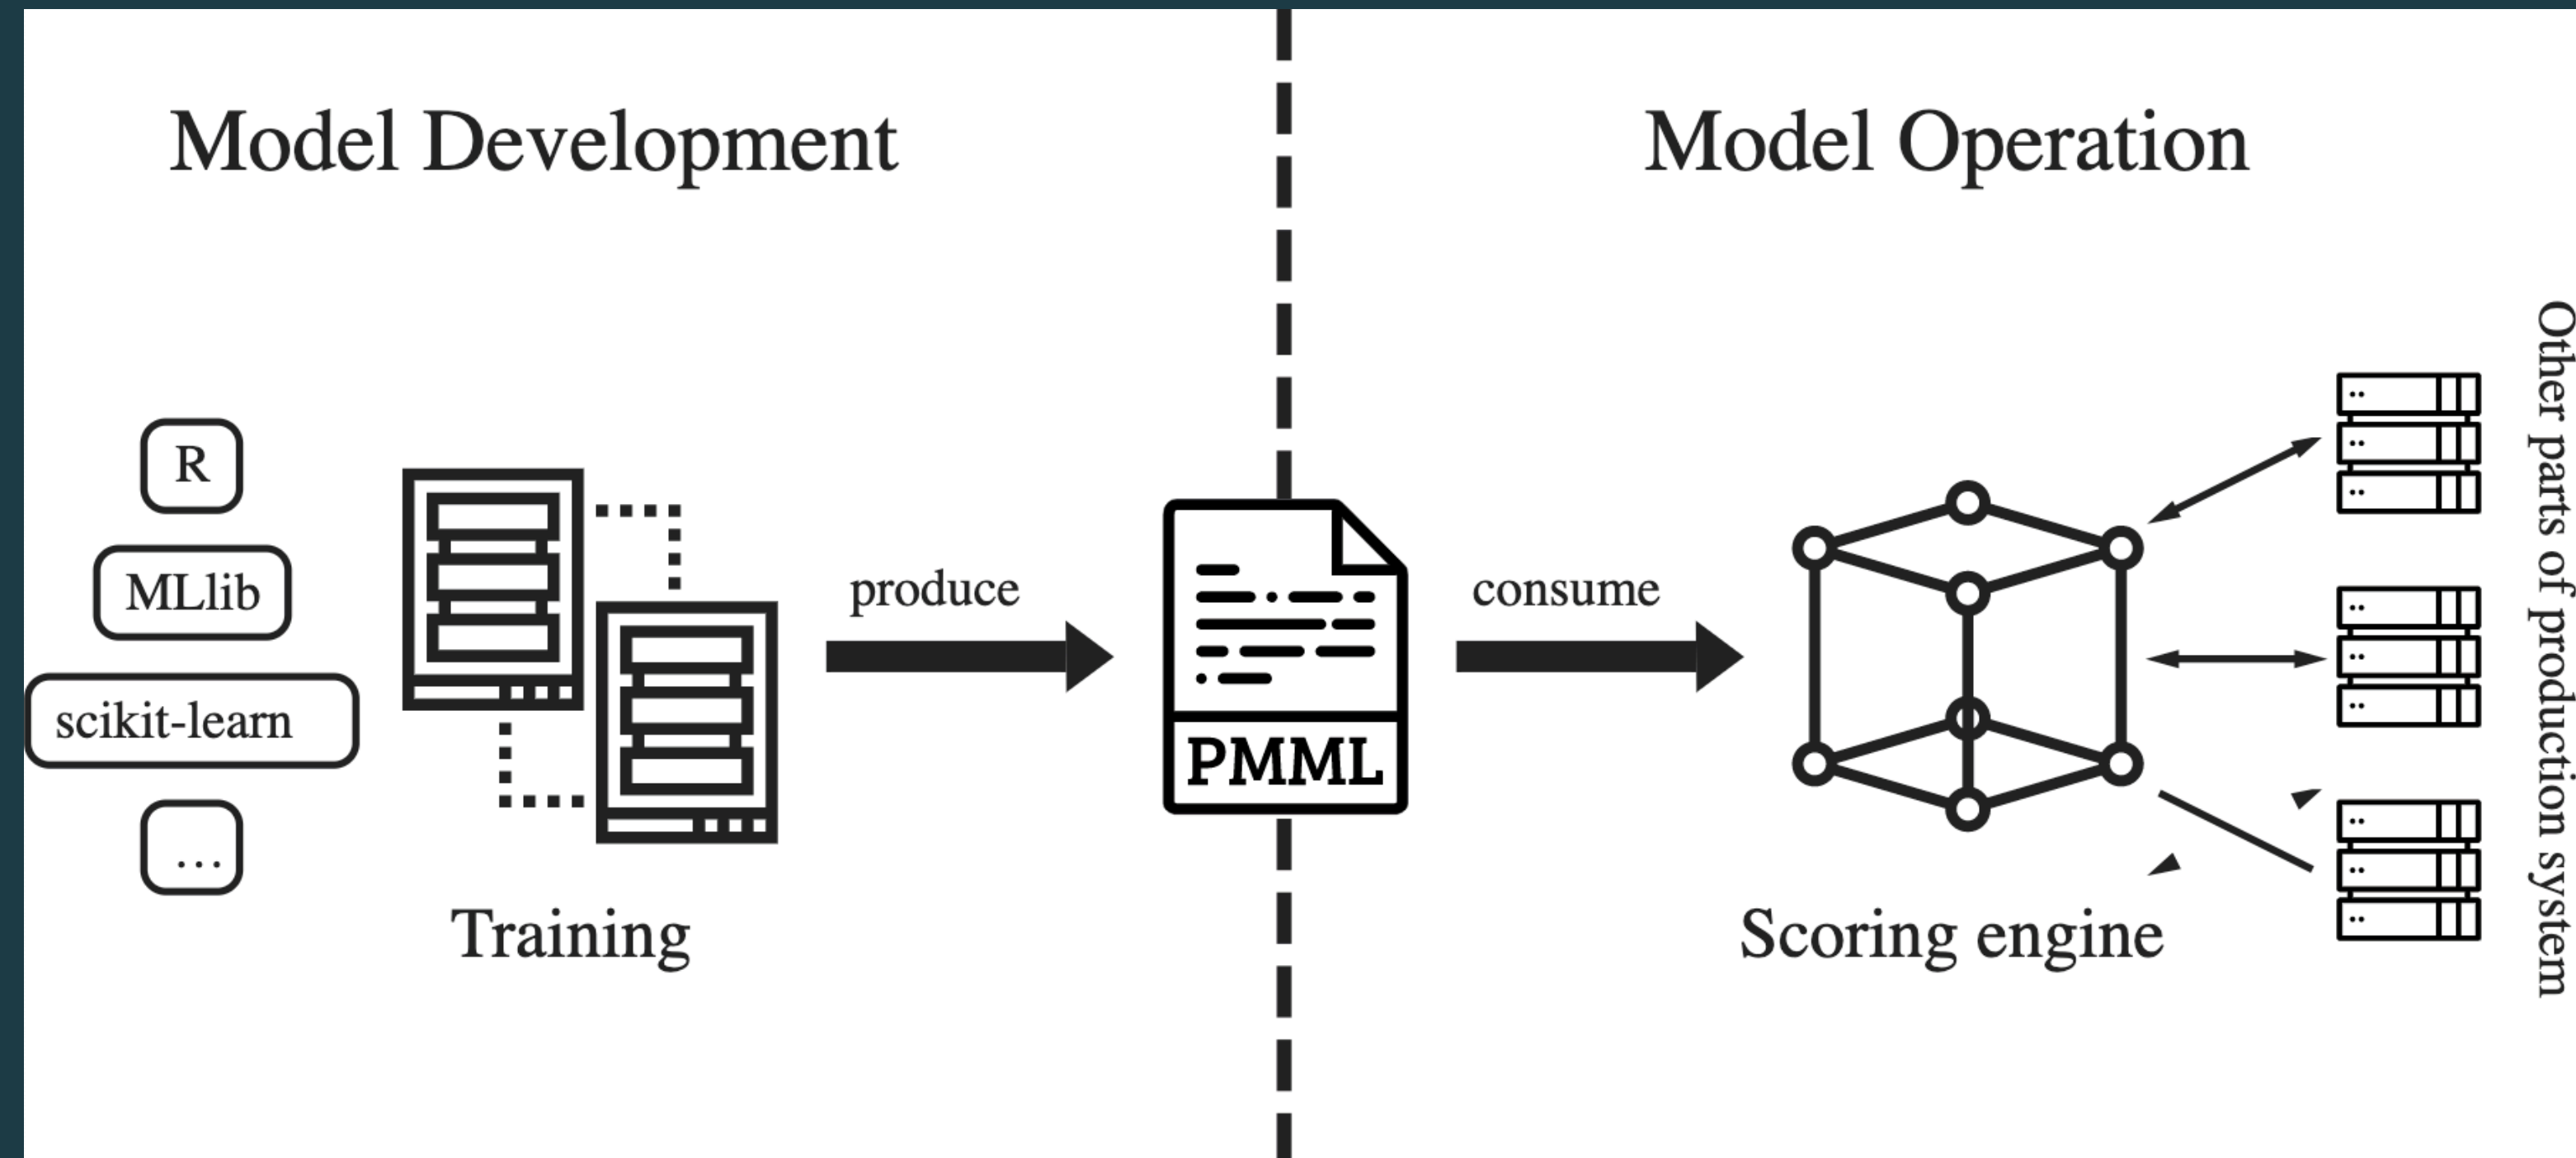 Model Development
Model Operation
R
MLlib
scikit-learn
...
Training
produce
PMML
consume
Scoring engine
Other parts of production system